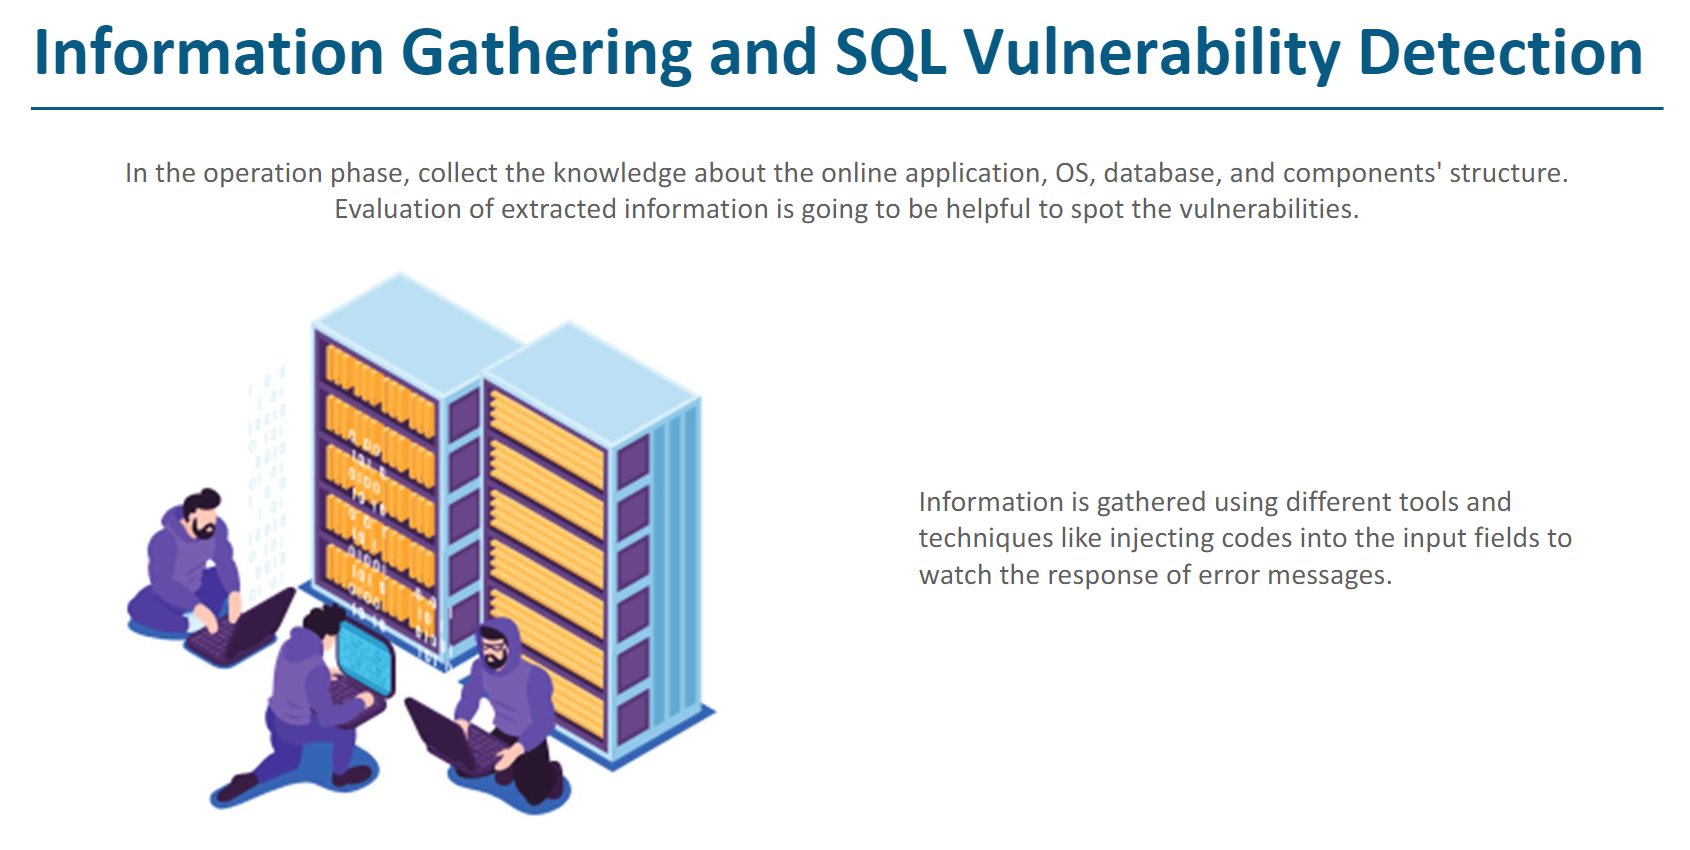 Information Gathering and SQL Vulnerability Detection
In the operation phase, collect the knowledge about the online application, OS, database, and components' structure.
Evaluation of extracted information is going to be helpful to spot the vulnerabilities.
Information is gathered using different tools and
techniques like injecting codes into the input fields to
watch the response of error messages.